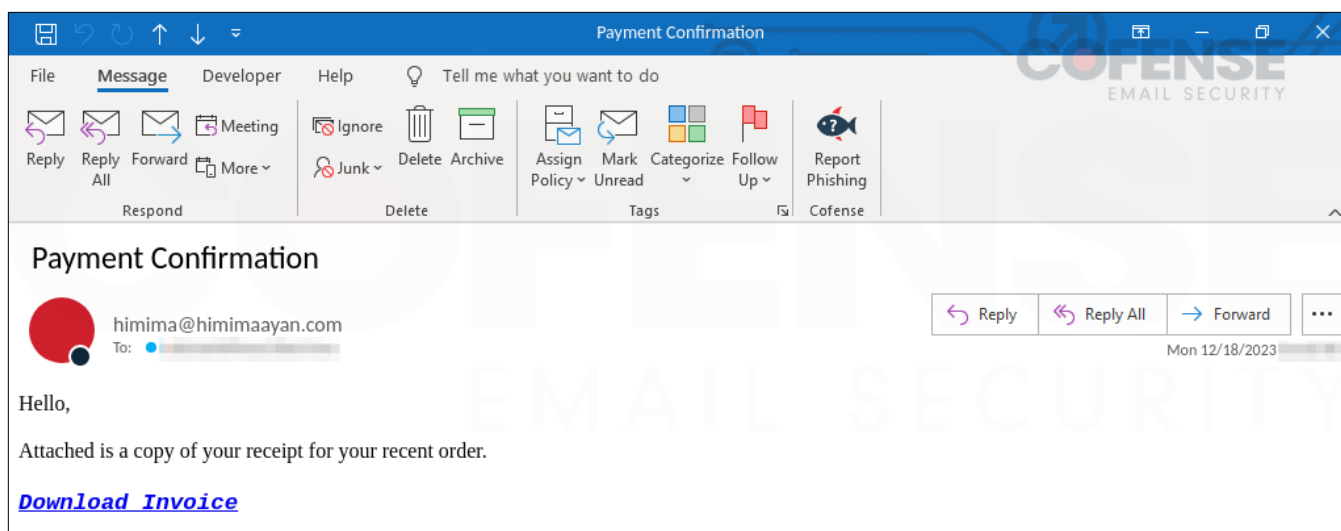 Payment Confirmation
COFENSE
EMAIL SECURITY
File Message Developer Help Tell me what you want to do
Reply Reply All Forward Meeting More Ignore Junk Delete Archive Assign Policy Mark Unread Categorize Follow Up Report Phishing
Respond Delete Tags Cofense
Payment Confirmation
himima@himimaayan.com
To:
Reply Reply All Forward ...
Mon 12/18/2023
Hello,
Attached is a copy of your receipt for your recent order.
Download Invoice
COFENSE
EMAIL SECURITY